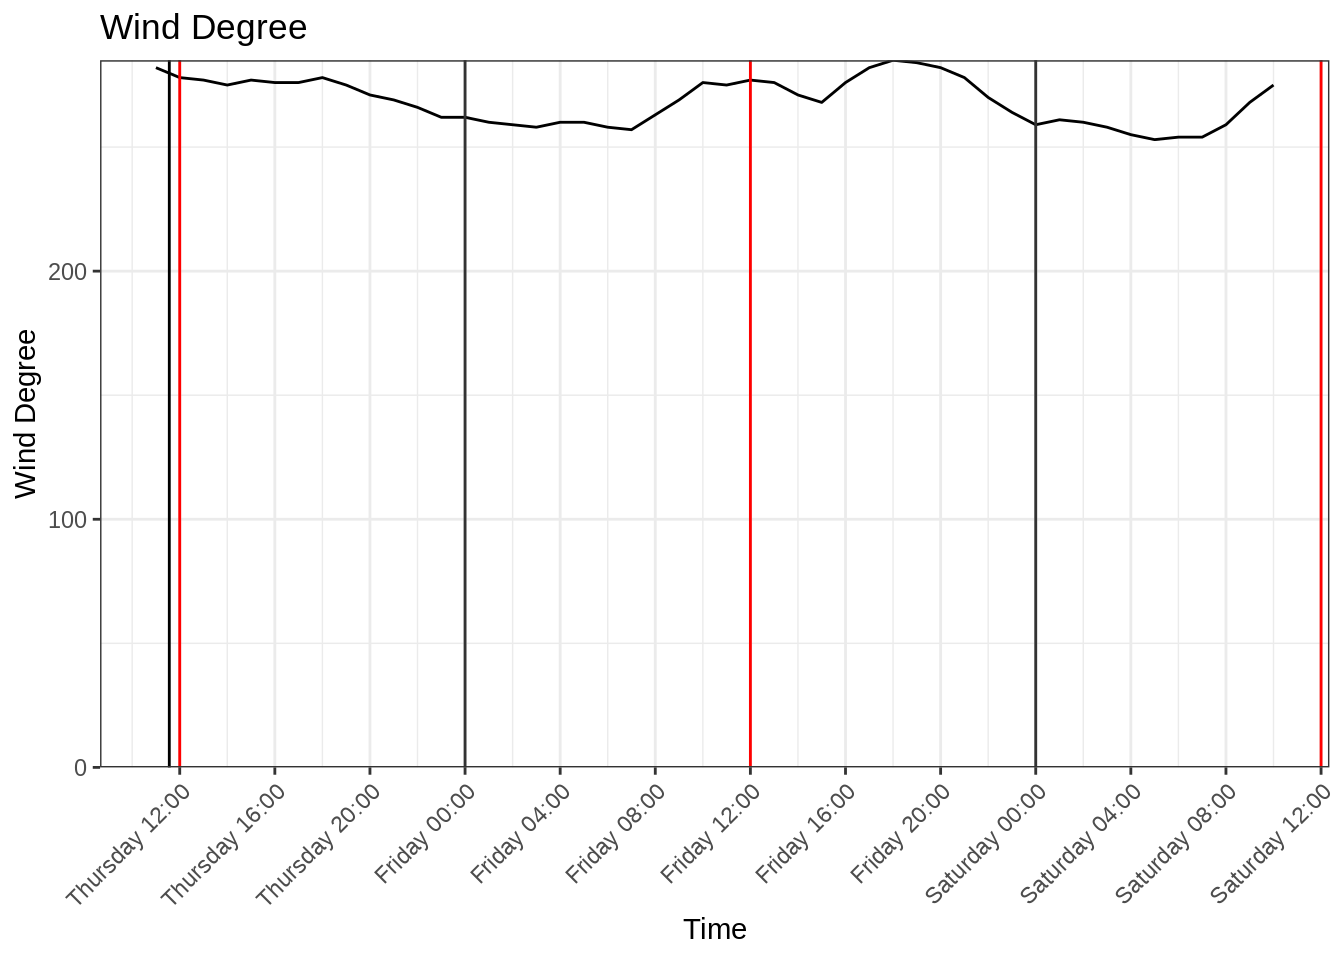 Wind Degree
Wind Degree
200
100
0
Thursday 12:00
Thursday 16:00
Thursday 20:00
Friday 00:00
Friday 04:00
Friday 08:00
Friday 12:00
Friday 16:00
Friday 20:00
Saturday 00:00
Saturday 04:00
Saturday 08:00
Saturday 12:00
Time